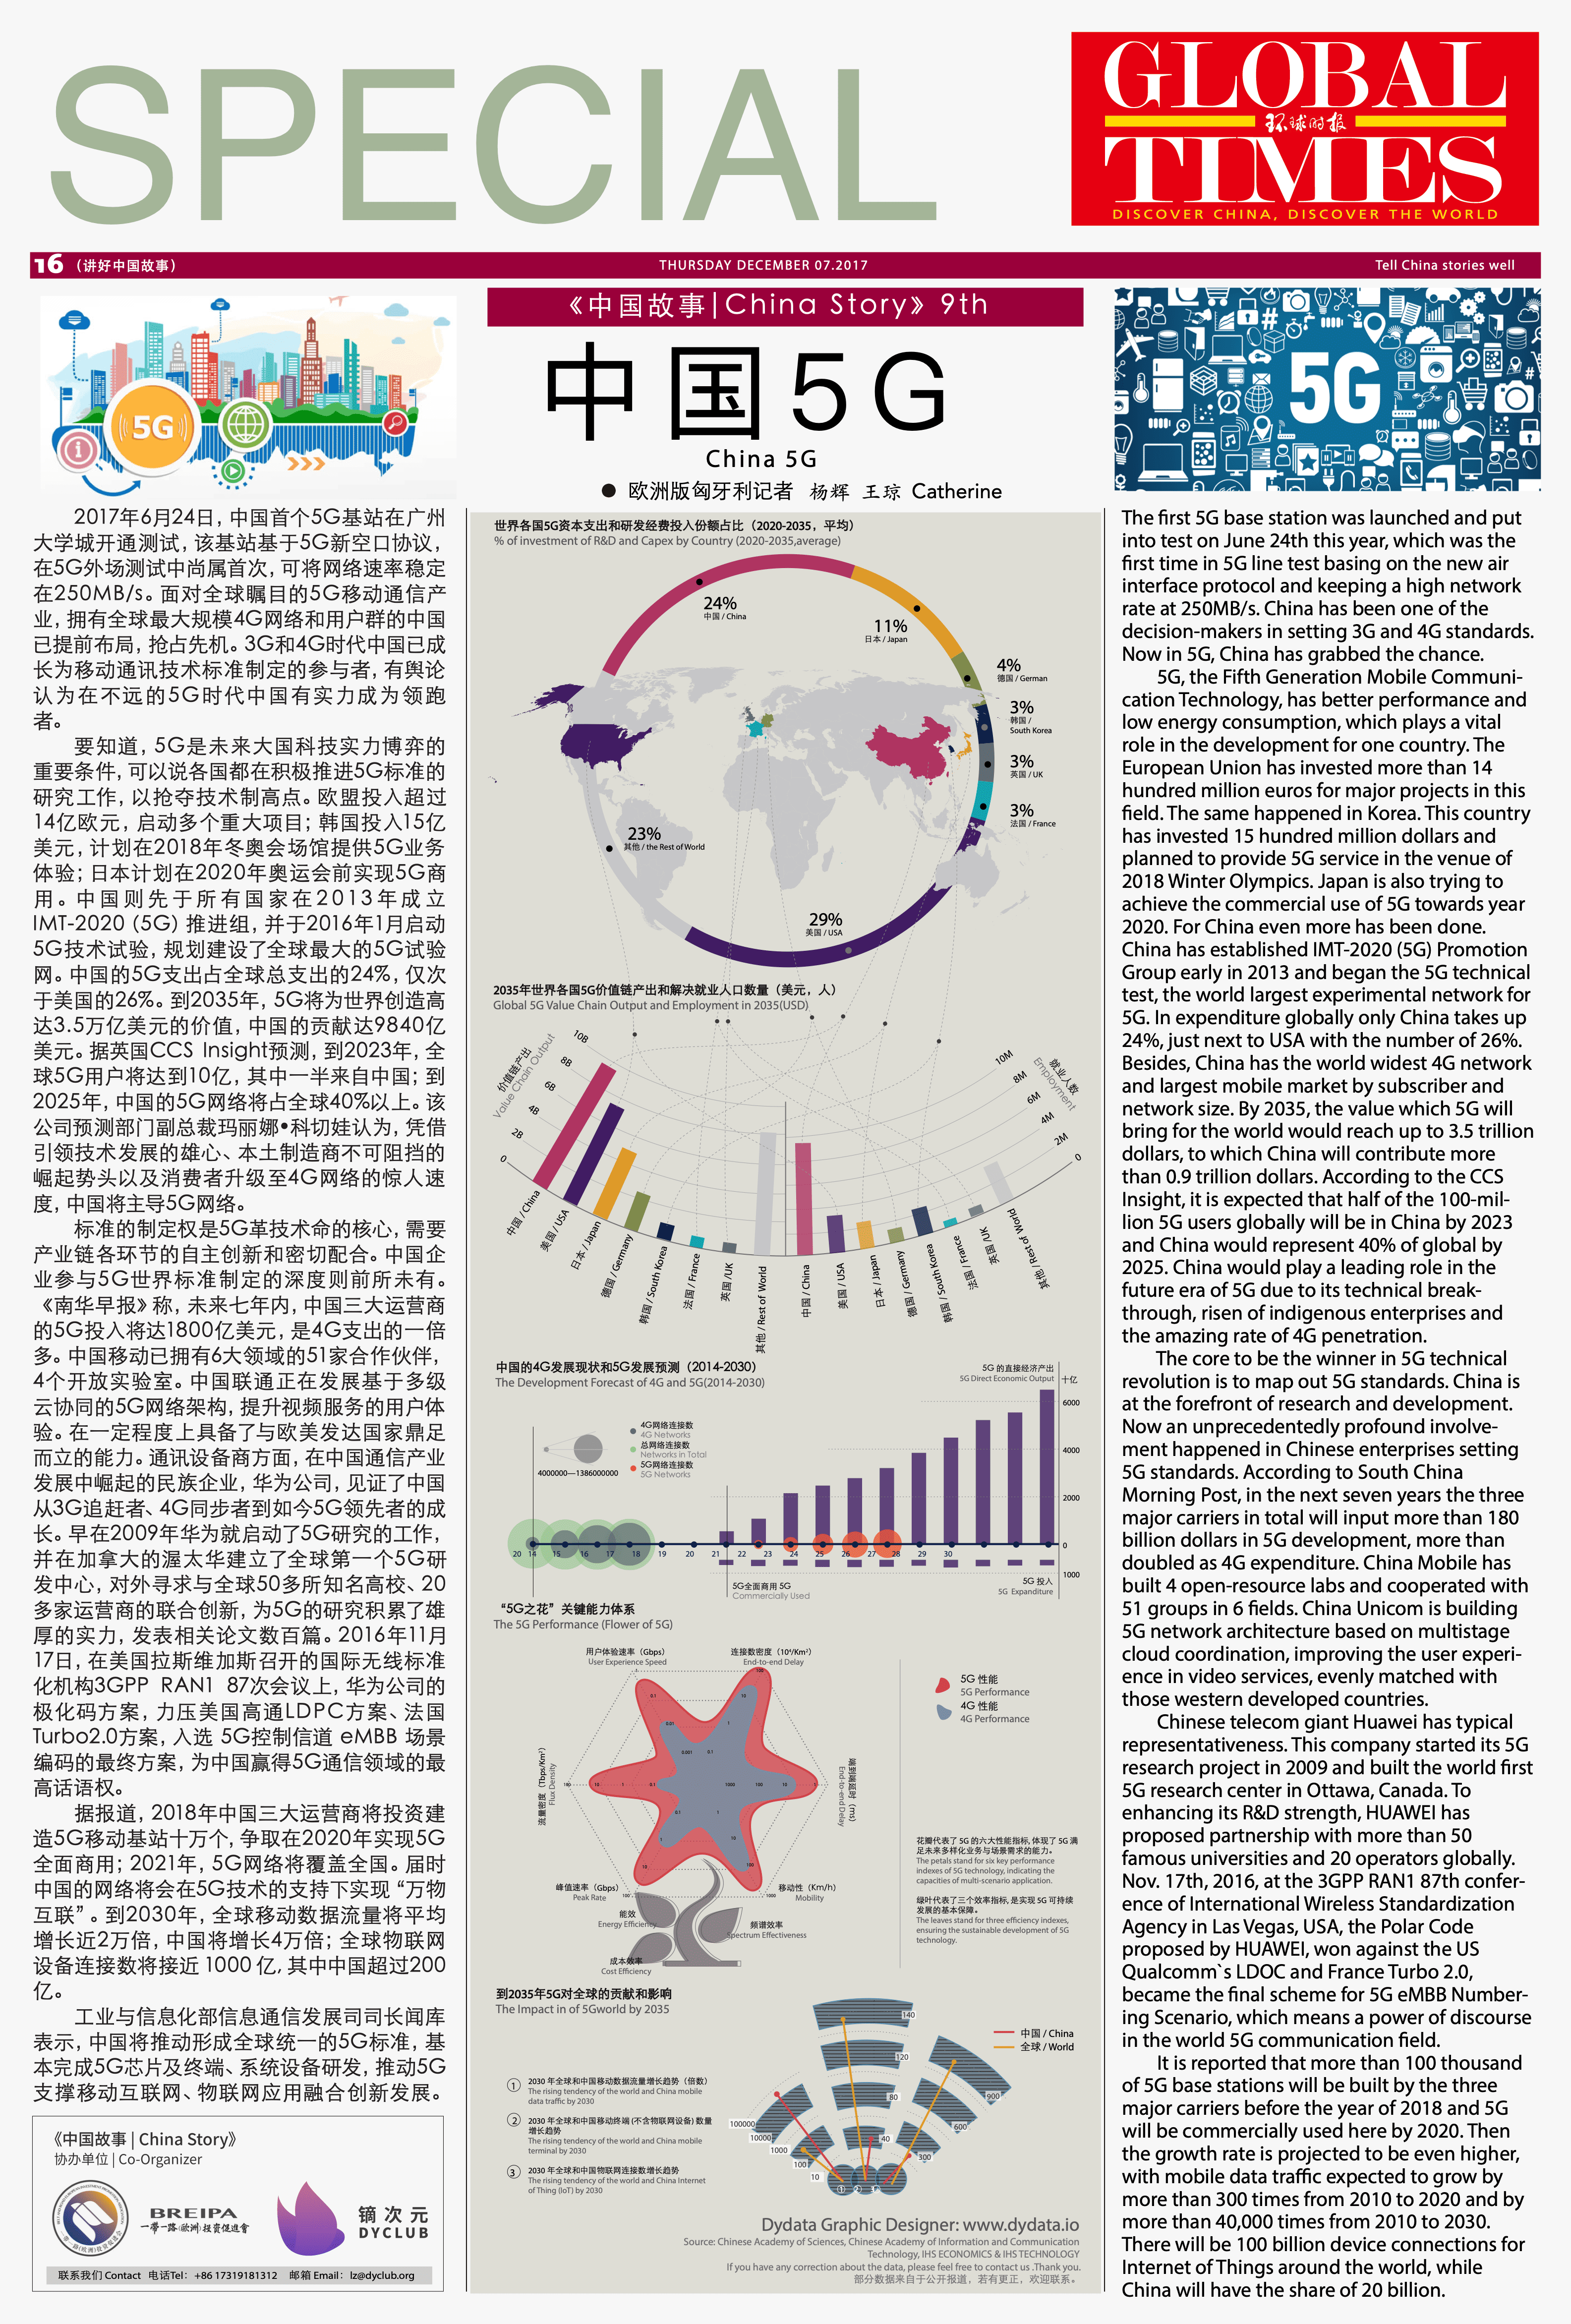 SPECIAL
GLOBAL
环球时报
TIMES
DISCOVER CHINA, DISCOVER THE WORLD
16 (讲好中国故事)
THURSDAY DECEMBER 07.2017
Tell China stories well
《中国故事|China Story》9th
中国5G
China 5G
● 欧洲版匈牙利记者 杨辉 王琼 Catherine
5G
5G
2017年6月24日, 中国首个5G基站在广州
大学城开通测试, 该基站基于5G新空口协议,
在5G外场测试中尚属首次, 可将网络速率稳定
在250MB/s。面对全球瞩目的5G移动通信产
业, 拥有全球最大规模4G网络和用户群的中国
已提前布局, 抢占先机。3G和4G时代中国已成
长为移动通讯技术标准制定的参与者, 有舆论
认为在不远的5G时代中国有实力成为领跑
者。
要知道, 5G是未来大国科技实力博弈的
重要条件, 可以说各国都在积极推进5G标准的
研究工作, 以抢夺技术制高点。欧盟投入超过
14亿欧元, 启动多个重大项目; 韩国投入15亿
美元, 计划在2018年冬奥会场馆提供5G业务
体验; 日本计划在2020年奥运会前实现5G商
用。中国则先于所有国家在2013年成立
IMT-2020 (5G) 推进组, 并于2016年1月启动
5G技术试验, 规划建设了全球最大的5G试验
网。中国的5G支出占全球总支出的24%, 仅次
于美国的26%。到2035年, 5G将为世界创造高
达3.5万亿美元的价值, 中国的贡献达9840亿
美元。据英国CCS Insight预测, 到2023年, 全
球5G用户将达到10亿, 其中一半来自中国; 到
2025年, 中国的5G网络将占全球40%以上。该
公司预测部门副总裁玛丽娜•科切娃认为, 凭借
引领技术发展的雄心、本土制造商不可阻挡的
崛起势头以及消费者升级至4G网络的惊人速
度, 中国将主导5G网络。
标准的制定权是5G革技术命的核心, 需要
产业链各环节的自主创新和密切配合。中国企
业参与5G世界标准制定的深度则前所未有。
《南华早报》称, 未来七年内, 中国三大运营商
的5G投入将达1800亿美元, 是4G支出的一倍
多。中国移动已拥有6大领域的51家合作伙伴,
4个开放实验室。中国联通正在发展基于多级
云协同的5G网络架构, 提升视频服务的用户体
验。在一定程度上具备了与欧美发达国家鼎足
而立的能力。通讯设备商方面, 在中国通信产业
发展中崛起的民族企业, 华为公司, 见证了中国
从3G追赶者、4G同步者到如今5G领先者的成
长。早在2009年华为就启动了5G研究的工作,
并在加拿大的渥太华建立了全球第一个5G研
发中心, 对外寻求与全球50多所知名高校、20
多家运营商的联合创新, 为5G的研究积累了雄
厚的实力, 发表相关论文数百篇。2016年11月
17日, 在美国拉斯维加斯召开的国际无线标准
化机构3GPP RAN1 87次会议上, 华为公司的
极化码方案, 力压美国高通LDPC方案、法国
Turbo2.0方案, 入选 5G控制信道 eMBB 场景
编码的最终方案, 为中国赢得5G通信领域的最
高话语权。
据报道, 2018年中国三大运营商将投资建
造5G移动基站十万个, 争取在2020年实现5G
全面商用; 2021年, 5G网络将覆盖全国。届时
中国的网络将会在5G技术的支持下实现 “万物
互联” 。到2030年, 全球移动数据流量将平均
增长近2万倍, 中国将增长4万倍; 全球物联网
设备连接数将接近 1000 亿, 其中中国超过200
亿。
工业与信息化部信息通信发展司司长闻库
表示, 中国将推动形成全球统一的5G标准, 基
本完成5G芯片及终端、系统设备研发, 推动5G
支撑移动互联网、物联网应用融合创新发展。
《中国故事 | China Story》
协办单位 | Co-Organizer
BREIPA
一带一路(欧洲)投资促进会
镝次元
DYCLUB
联系我们 Contact 电话Tel: +86 17319181312 邮箱 Email: lz@dyclub.org
世界各国5G资本支出和研发经费投入份额占比 (2020-2035, 平均)
% of investment of R&D and Capex by Country (2020-2035,average)
24%
中国 / China
11%
日本 / Japan
4%
德国 / German
3%
韩国 /
South Korea
3%
英国 / UK
3%
法国 / France
23%
其他 / the Rest of World
29%
美国 / USA
2035年世界各国5G价值链产出和解决就业人口数量 (美元, 人)
Global 5G Value Chain Output and Employment in 2035(USD)
价值链产出
Value Chain Output
10B
8B
6B
4B
2B
0
就业人数
Employment
10M
8M
6M
4M
2M
0
中国 / China
美国 / USA
日本 / Japan
德国 / Germany
韩国 / South Korea
法国 / France
英国 /UK
其他 / Rest of World
中国 / China
美国 / USA
日本 / Japan
德国 / Germany
韩国 / South Korea
法国 / France
英国 /UK
其他 / Rest of World
中国的4G发展现状和5G发展预测 (2014-2030)
The Development Forecast of 4G and 5G(2014-2030)
5G 的直接经济产出
5G Direct Economic Output
十亿
6000
4000
2000
0
1000
4G网络连接数
4G Networks
总网络连接数
Networks in Total
5G网络连接数
5G Networks
4000000—1386000000
20 14 15 16 17 18 19 20 21 22 23 24 25 26 27 28 29 30
5G全面商用 5G
Commercially Used
5G 投入
5G Expenditure
“5G之花” 关键能力体系
The 5G Performance (Flower of 5G)
用户体验速率 (Gbps)
User Experience Speed
连接数密度 (10⁴/Km²)
End-to-end Delay
流量密度 (Tbps/Km²)
Flux Density
端到端延时 (ms)
End-to-end Delay
峰值速率 (Gbps)
Peak Rate
移动性 (Km/h)
Mobility
0.1
0.01
0.001
100
10
1
0.1
100
10
1
0.1
1000
100
10
1
0.1
1
10
100
1
10
100
1000
能效
Energy Efficiency
频谱效率
Spectrum Effectiveness
成本效率
Cost Efficiency
5G 性能
5G Performance
4G 性能
4G Performance
花瓣代表了 5G 的六大性能指标, 体现了 5G 满
足未来多样化业务与场景需求的能力。
The petals stand for six key performance
indexes of 5G technology, indicating the
capacities of multi-scenario application.
绿叶代表了三个效率指标, 是实现 5G 可持续
发展的基本保障。
The leaves stand for three efficiency indexes,
ensuring the sustainable development of 5G
technology.
到2035年5G对全球的贡献和影响
The Impact in of 5Gworld by 2035
1 2030 年全球和中国移动数据流量增长趋势（倍数）
The rising tendency of the world and China mobile
data traffic by 2030
2 2030 年全球和中国移动终端 (不含物联网设备) 数量
增长趋势
The rising tendency of the world and China mobile
terminal by 2030
3 2030 年全球和中国物联网连接数增长趋势
The rising tendency of the world and China Internet
of Thing (IoT) by 2030
中国 / China
全球 / World
100000
10000
1000
100
10
140
120
80
40
900
600
300
1
2
3
Dydata Graphic Designer: www.dydata.io
Source: Chinese Academy of Sciences, Chinese Academy of Information and Communication
Technology, IHS ECONOMICS & IHS TECHNOLOGY
If you have any correction about the data, please feel free to contact us .Thank you.
部分数据来自于公开报道，若有更正，欢迎联系。
The first 5G base station was launched and put
into test on June 24th this year, which was the
first time in 5G line test basing on the new air
interface protocol and keeping a high network
rate at 250MB/s. China has been one of the
decision-makers in setting 3G and 4G standards.
Now in 5G, China has grabbed the chance.
5G, the Fifth Generation Mobile Communi-
cation Technology, has better performance and
low energy consumption, which plays a vital
role in the development for one country. The
European Union has invested more than 14
hundred million euros for major projects in this
field. The same happened in Korea. This country
has invested 15 hundred million dollars and
planned to provide 5G service in the venue of
2018 Winter Olympics. Japan is also trying to
achieve the commercial use of 5G towards year
2020. For China even more has been done.
China has established IMT-2020 (5G) Promotion
Group early in 2013 and began the 5G technical
test, the world largest experimental network for
5G. In expenditure globally only China takes up
24%, just next to USA with the number of 26%.
Besides, China has the world widest 4G network
and largest mobile market by subscriber and
network size. By 2035, the value which 5G will
bring for the world would reach up to 3.5 trillion
dollars, to which China will contribute more
than 0.9 trillion dollars. According to the CCS
Insight, it is expected that half of the 100-mil-
lion 5G users globally will be in China by 2023
and China would represent 40% of global by
2025. China would play a leading role in the
future era of 5G due to its technical break-
through, risen of indigenous enterprises and
the amazing rate of 4G penetration.
The core to be the winner in 5G technical
revolution is to map out 5G standards. China is
at the forefront of research and development.
Now an unprecedentedly profound involve-
ment happened in Chinese enterprises setting
5G standards. According to South China
Morning Post, in the next seven years the three
major carriers in total will input more than 180
billion dollars in 5G development, more than
doubled as 4G expenditure. China Mobile has
built 4 open-resource labs and cooperated with
51 groups in 6 fields. China Unicom is building
5G network architecture based on multistage
cloud coordination, improving the user experi-
ence in video services, evenly matched with
those western developed countries.
Chinese telecom giant Huawei has typical
representativeness. This company started its 5G
research project in 2009 and built the world first
5G research center in Ottawa, Canada. To
enhancing its R&D strength, HUAWEI has
proposed partnership with more than 50
famous universities and 20 operators globally.
Nov. 17th, 2016, at the 3GPP RAN1 87th confer-
ence of International Wireless Standardization
Agency in Las Vegas, USA, the Polar Code
proposed by HUAWEI, won against the US
Qualcomm`s LDOC and France Turbo 2.0,
became the final scheme for 5G eMBB Number-
ing Scenario, which means a power of discourse
in the world 5G communication field.
It is reported that more than 100 thousand
of 5G base stations will be built by the three
major carriers before the year of 2018 and 5G
will be commercially used here by 2020. Then
the growth rate is projected to be even higher,
with mobile data traffic expected to grow by
more than 300 times from 2010 to 2020 and by
more than 40,000 times from 2010 to 2030.
There will be 100 billion device connections for
Internet of Things around the world, while
China will have the share of 20 billion.